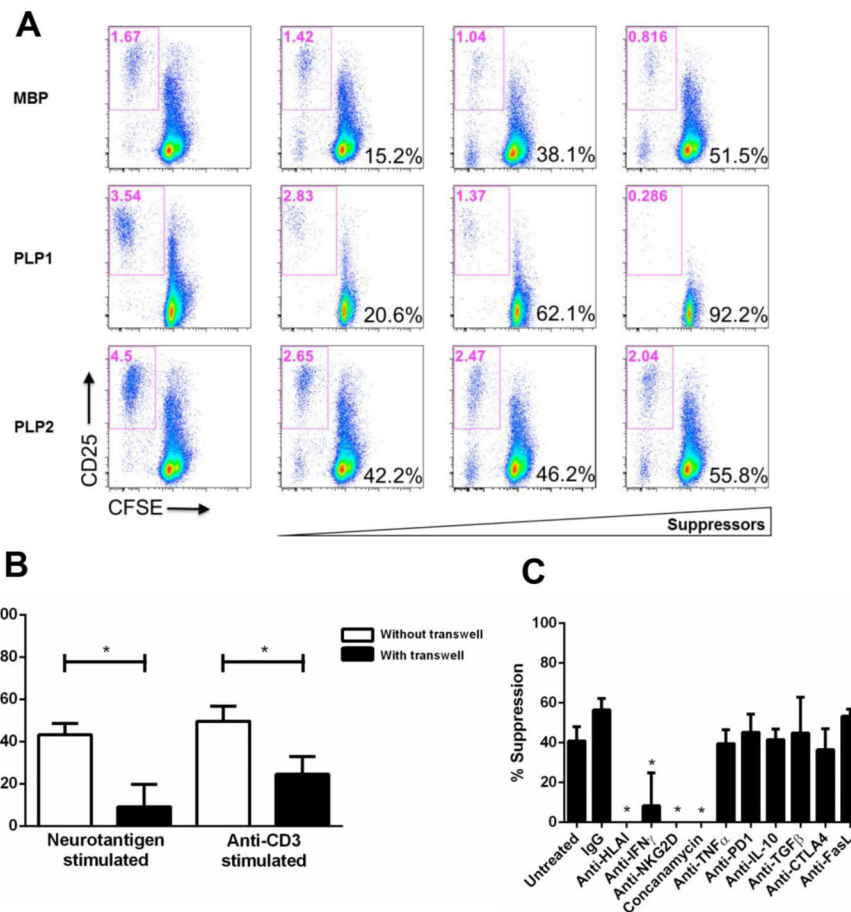 A
MBP
1.67
1.42
1.04
0.816
15.2%
38.1%
51.5%
PLP1
3.54
2.83
1.37
0.286
20.6%
62.1%
92.2%
PLP2
4.5
2.65
2.47
2.04
42.2%
46.2%
55.8%
CD25
CFSE
Suppressors
B
00
80
60
40
20
0
Without transwell
With transwell
*
*
Neurotantigen stimulated
Anti-CD3 stimulated
C
% Suppression
100
80
60
40
20
0
*
*
*
*
Untreated
IgG
Anti-HLAI
Anti-IFNγ
Anti-NKG2D
Concanamycin
Anti-TNFα
Anti-PD1
Anti-IL-10
Anti-TGFβ
Anti-CTLA4
Anti-FasL